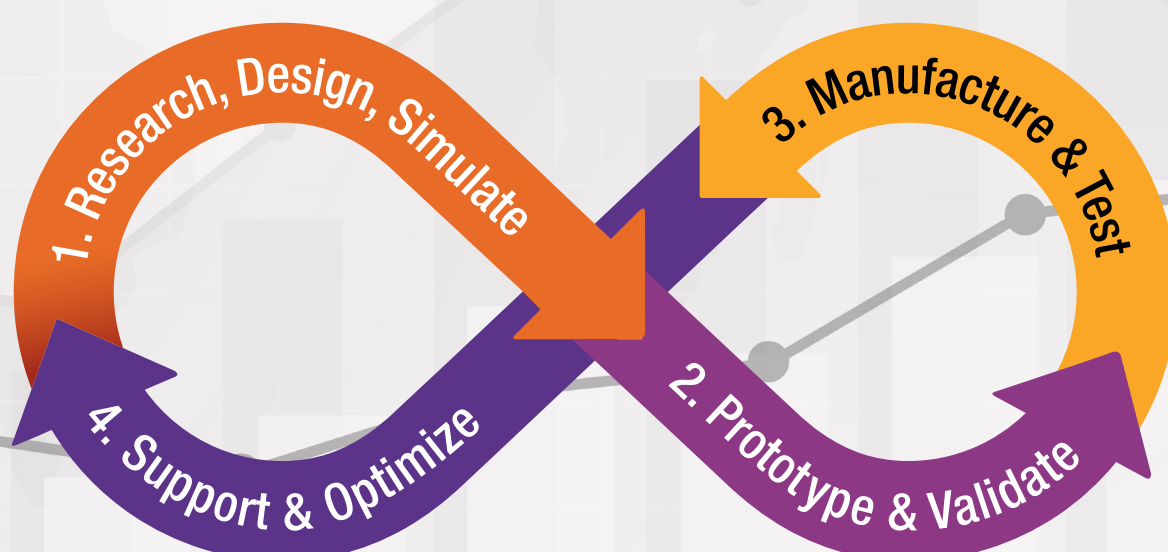 1. Research, Design, Simulate
2. Prototype & Validate
3. Manufacture & Test
4. Support & Optimize